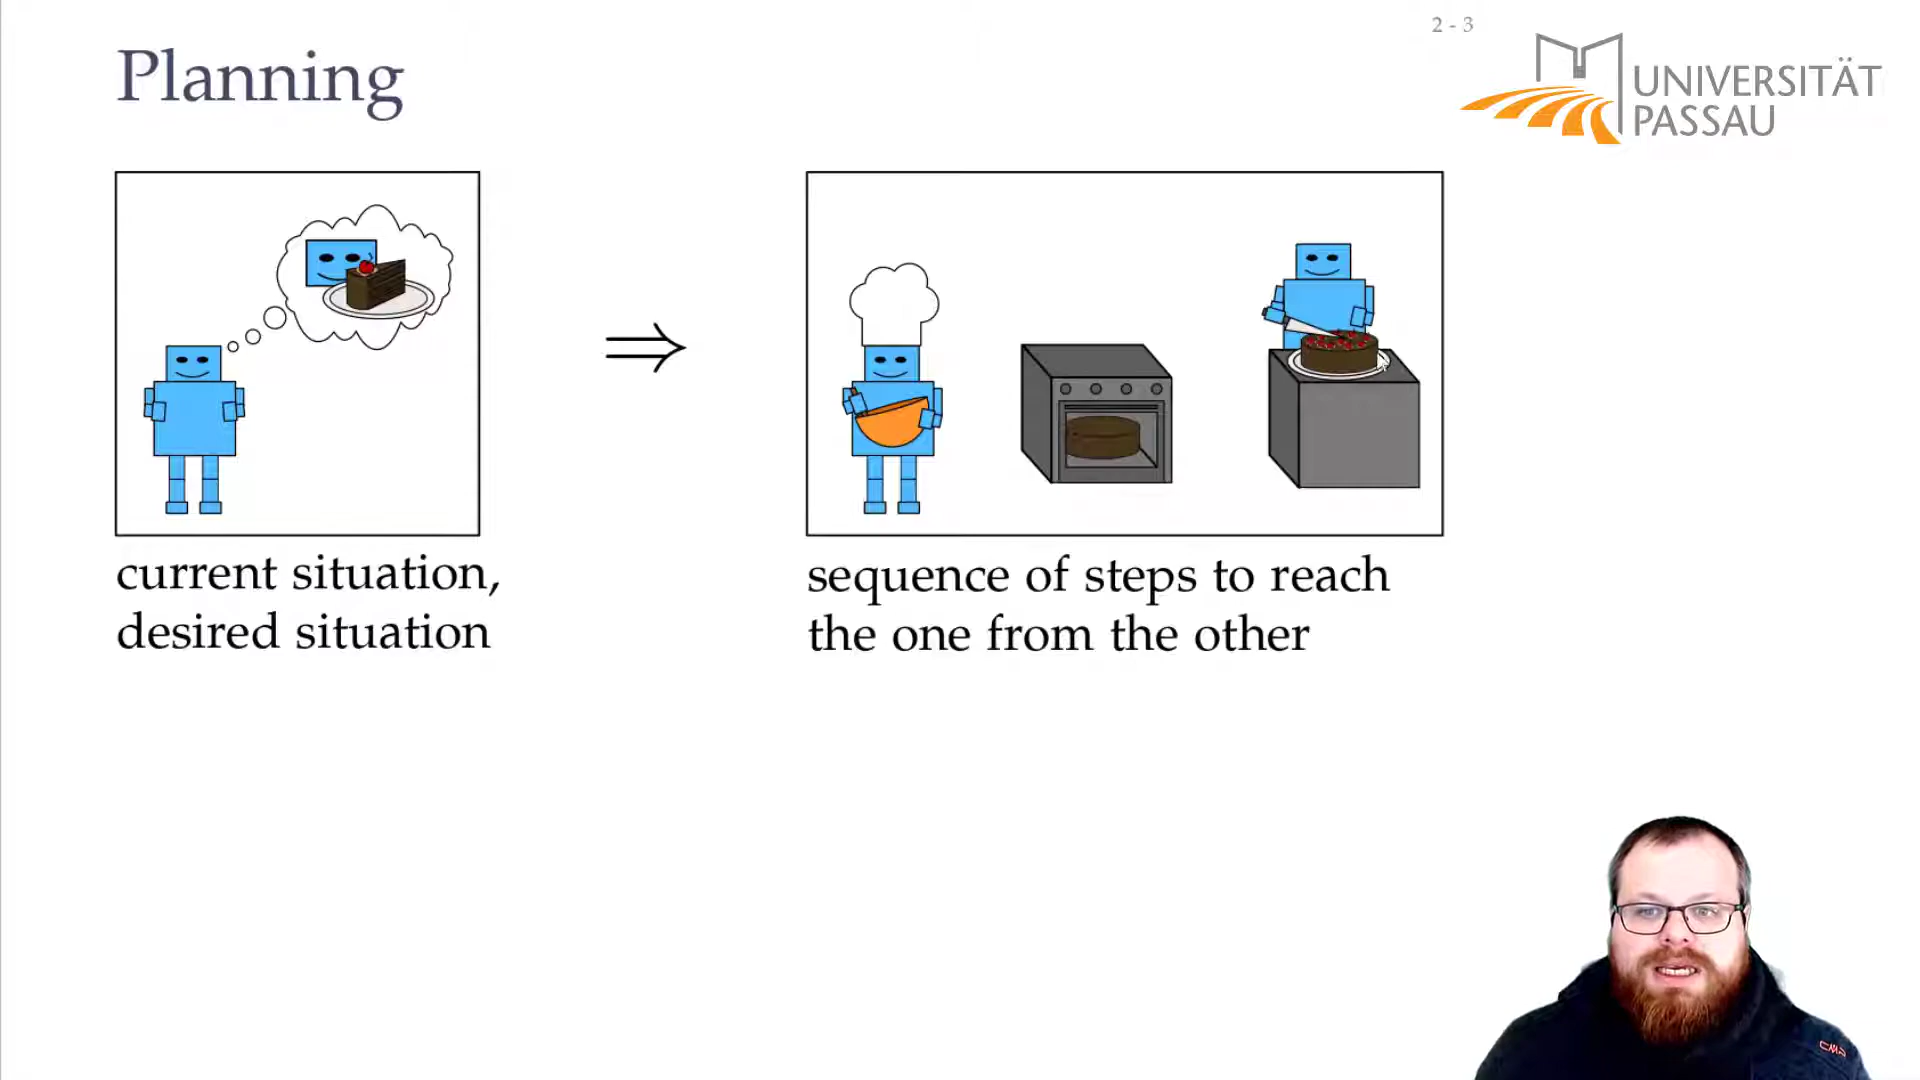 2 - 3
Planning
UNIVERSITÄT
PASSAU
current situation,
desired situation
sequence of steps to reach
the one from the other
CMP